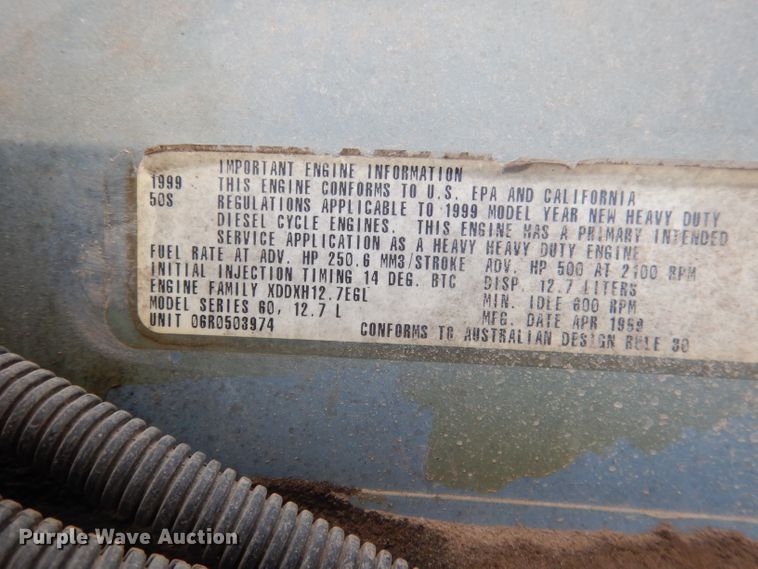 IMPORTANT ENGINE INFORMATION
1999 THIS ENGINE CONFORMS TO U.S. EPA AND CALIFORNIA
50S REGULATIONS APPLICABLE TO 1999 MODEL YEAR NEW HEAVY DUTY
DIESEL CYCLE ENGINES. THIS ENGINE HAS A PRIMARY INTENDED
SERVICE APPLICATION AS A HEAVY HEAVY DUTY ENGINE
FUEL RATE AT ADV. HP 250.6 MM3/STROKE ADV. HP 500 AT 2100 RPM
INITIAL INJECTION TIMING 14 DEG. BTC DISP. 12.7 LITERS
ENGINE FAMILY XDDXH12.7EGL MIN. IDLE 600 RPM
MODEL SERIES 60, 12.7 L MFG. DATE APR 1999
UNIT 06R0503974 CONFORMS TO AUSTRALIAN DESIGN RULE 30
Purple Wave Auction